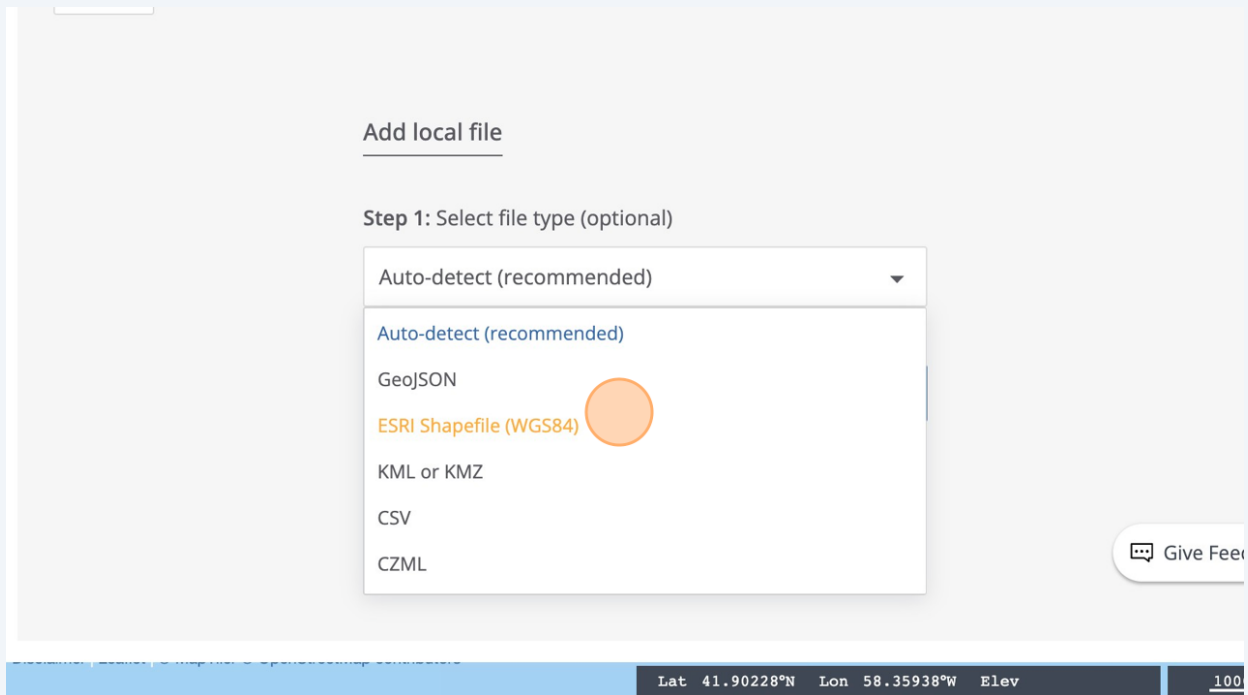 Add local file
Step 1: Select file type (optional)
Auto-detect (recommended)
Auto-detect (recommended)
GeoJSON
ESRI Shapefile (WGS84)
KML or KMZ
CSV
CZML
Give
Lat 41.90228°N Lon 58.35938°W Elev